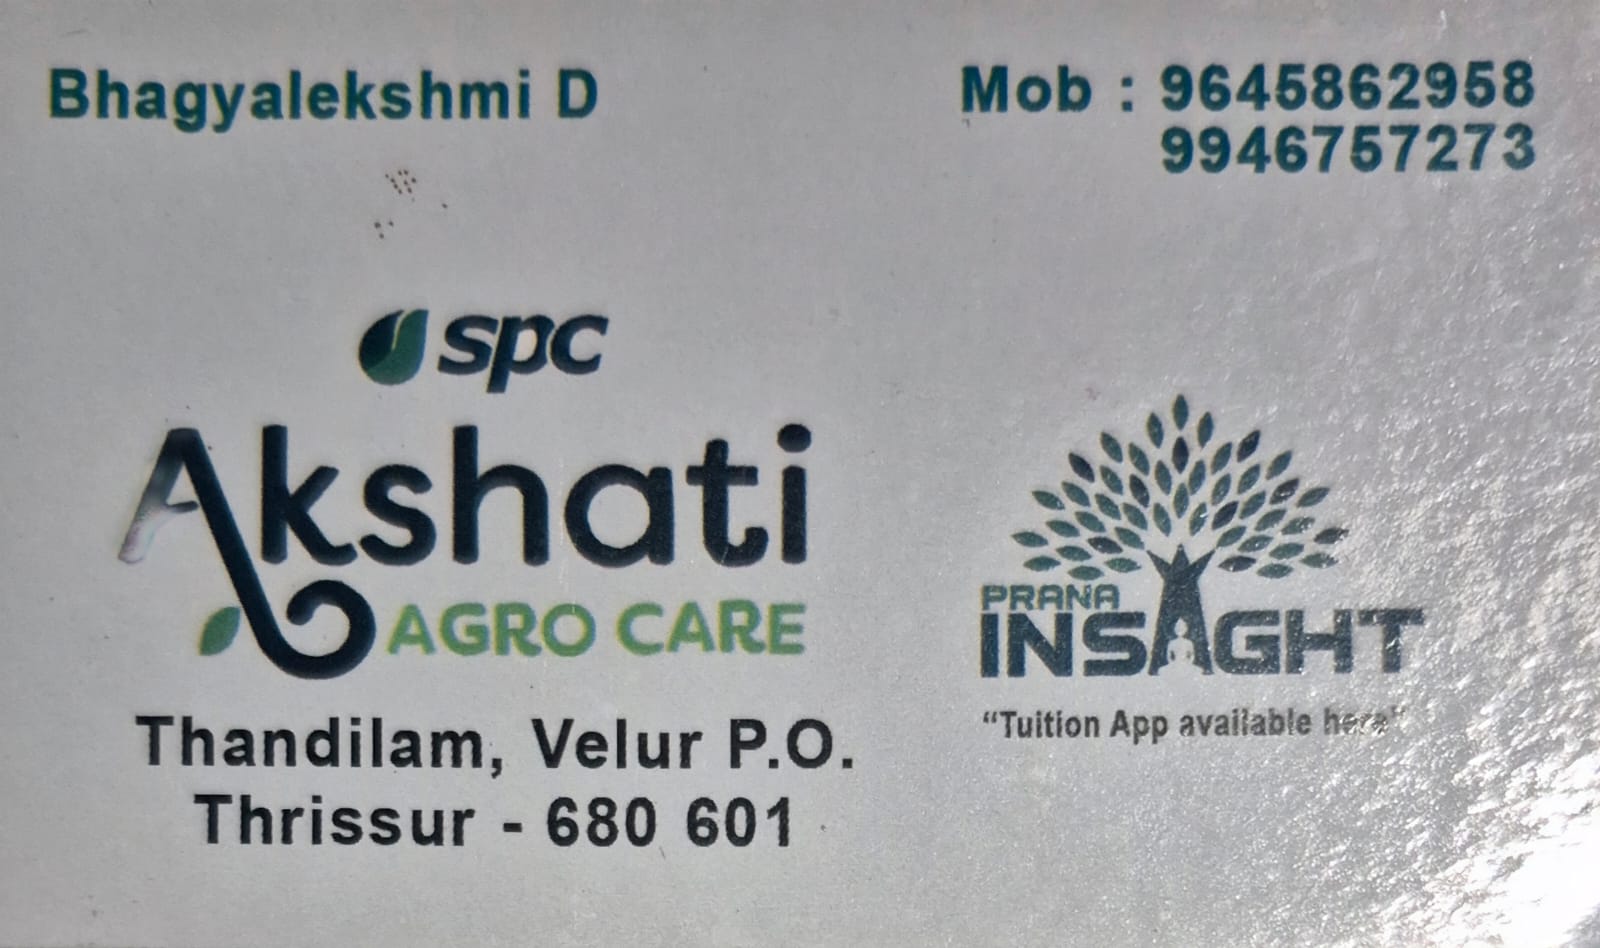 Bhagyalekshmi D
Mob : 9645862958
9946757273
spc
Akshati
AGRO CARE
Thandilam, Velur P.O.
Thrissur - 680 601
PRANA
INSIGHT
“Tuition App available here”